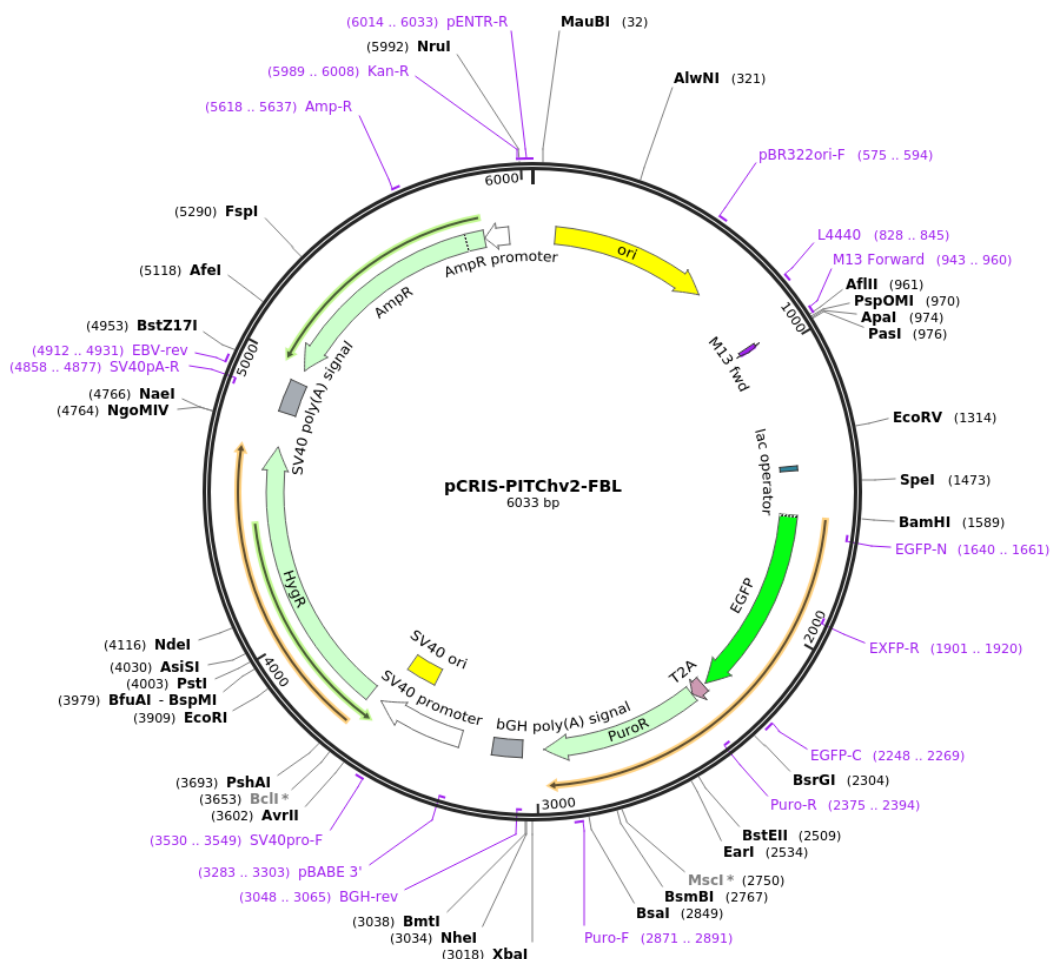 (6014 .. 6033) pENTR-R
MauBI (32)
(5992) NruI
(5989 .. 6008) Kan-R
AlwNI (321)
(5618 .. 5637) Amp-R
pBR322ori-F (575 .. 594)
6000
(5290) FspI
L4440 (828 .. 845)
AmpR promoter
ori
M13 Forward (943 .. 960)
(5118) AfeI
AflII (961)
AmpR
PspOMI (970)
1000
ApaI (974)
(4953) BstZ17I
PasI (976)
(4912 .. 4931) EBV-rev
5000
(4858 .. 4877) SV40pA-R
M13 fwd
(4766) NaeI
SV40 poly(A) signal
(4764) NgoMIV
EcoRV (1314)
lac operator
SpeI (1473)
pCRIS-PITChv2-FBL
6033 bp
BamHI (1589)
EGFP-N (1640 .. 1661)
HygR
EGFP
2000
(4116) NdeI
SV40 ori
EXFP-R (1901 .. 1920)
(4030) AsiSI
4000
T2A
(4003) PstI
SV40 promoter
(3979) BfuAI - BspMI
bGH poly(A) signal
(3909) EcoRI
PuroR
EGFP-C (2248 .. 2269)
(3693) PshAI
BsrGI (2304)
(3653) BclI *
3000
Puro-R (2375 .. 2394)
(3602) AvrII
BstEII (2509)
(3530 .. 3549) SV40pro-F
EarI (2534)
(3283 .. 3303) pBABE 3'
MscI * (2750)
(3048 .. 3065) BGH-rev
BsmBI (2767)
BsaI (2849)
(3038) BmtI
(3034) NheI
Puro-F (2871 .. 2891)
(3018) XbaI